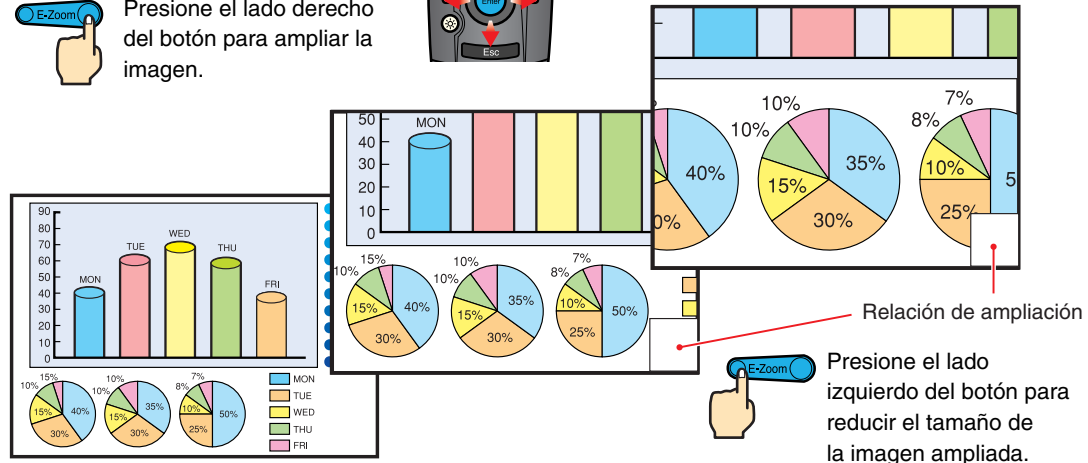 E-Zoom
Presione el lado derecho
del botón para ampliar la
imagen.
Enter
Esc
10%
7%
10%
8%
40%
35%
10%
5
15%
0%
30%
25%
50
MON
40
30
20
10
0
15%
10%
7%
10%
10%
8%
15%
40%
15%
35%
10%
50%
30%
30%
25%
Relación de ampliación
90
80
70
60
50
40
30
20
10
0
MON
TUE
WED
THU
FRI
15%
10%
7%
10%
10%
8%
15%
40%
15%
35%
10%
50%
30%
30%
25%
MON
TUE
WED
THU
FRI
E-Zoom
Presione el lado
izquierdo del botón para
reducir el tamaño de
la imagen ampliada.